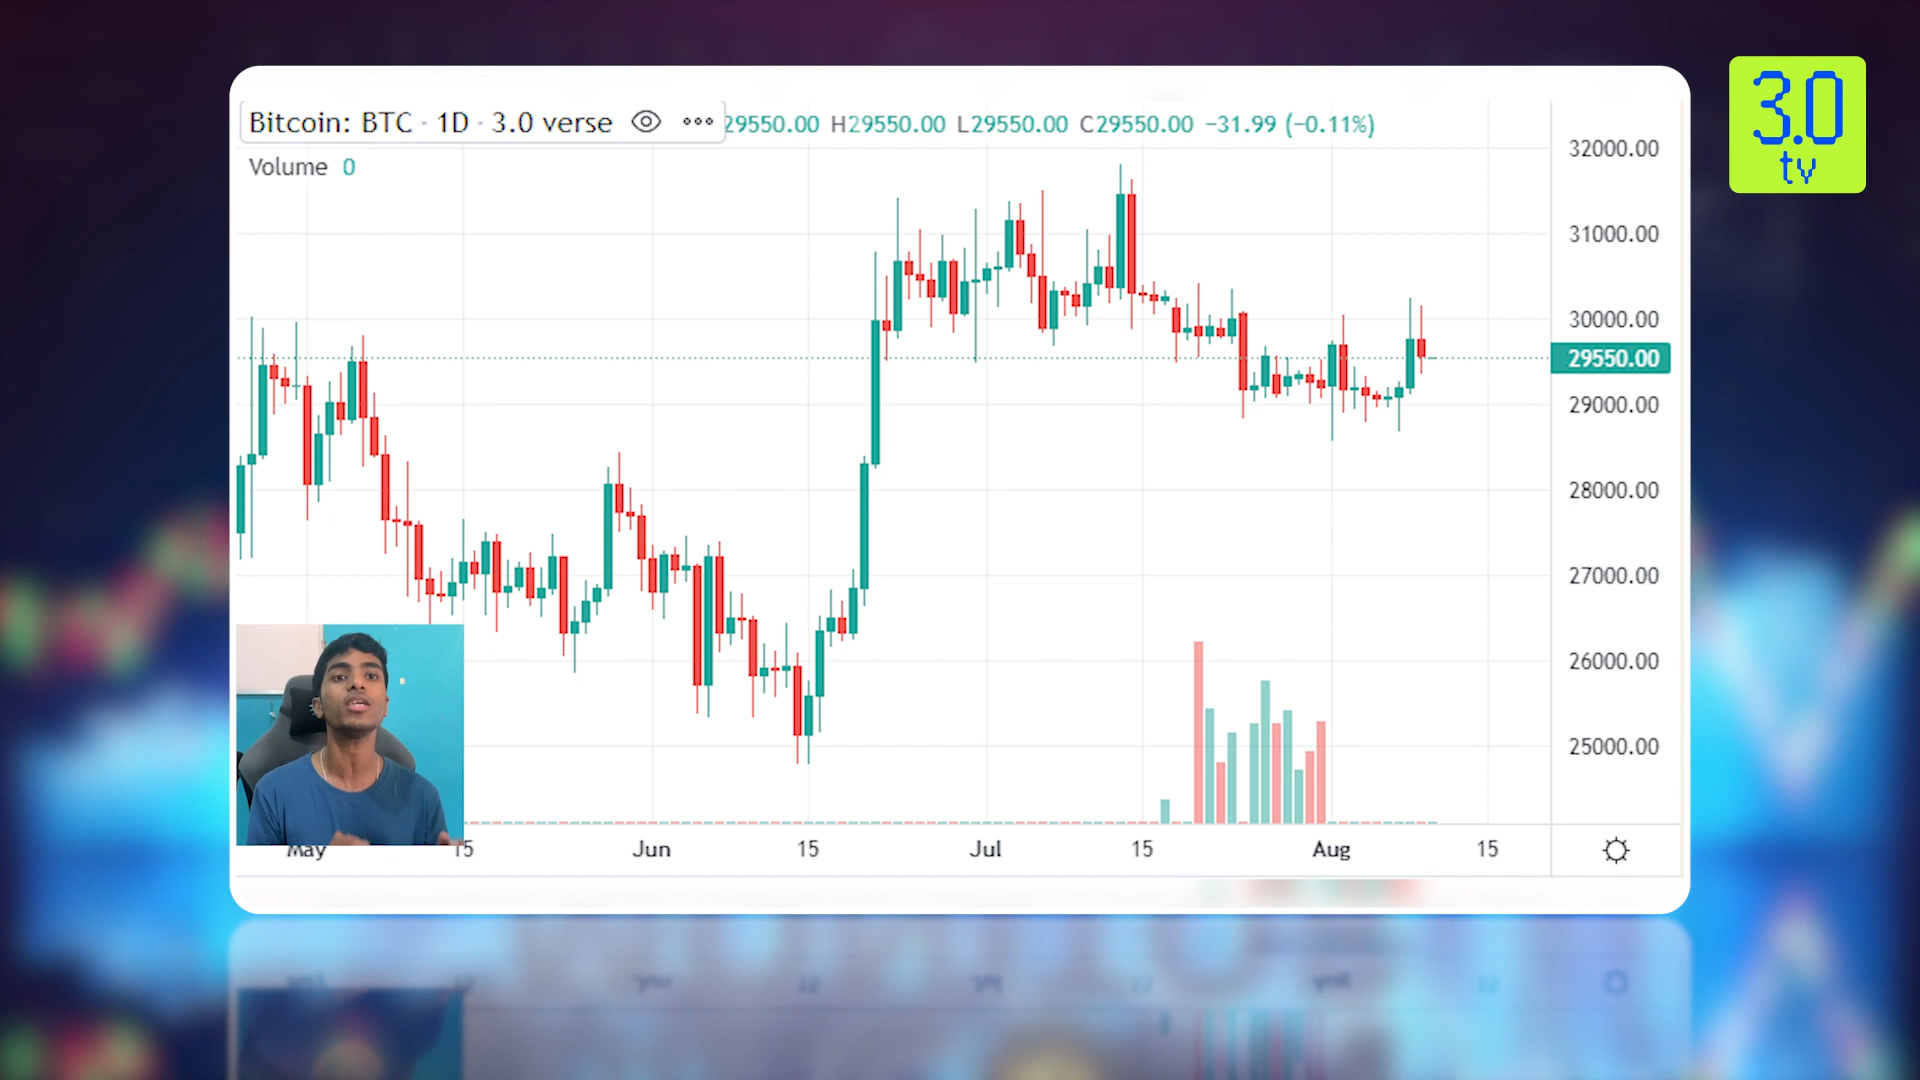 Bitcoin: BTC · 1D · 3.0 verse
29550.00 H29550.00 L29550.00 C29550.00 −31.99 (−0.11%)
Volume 0
3.0
tv
32000.00
31000.00
30000.00
29550.00
29000.00
28000.00
27000.00
26000.00
25000.00
May 15 Jun 15 Jul 15 Aug 15